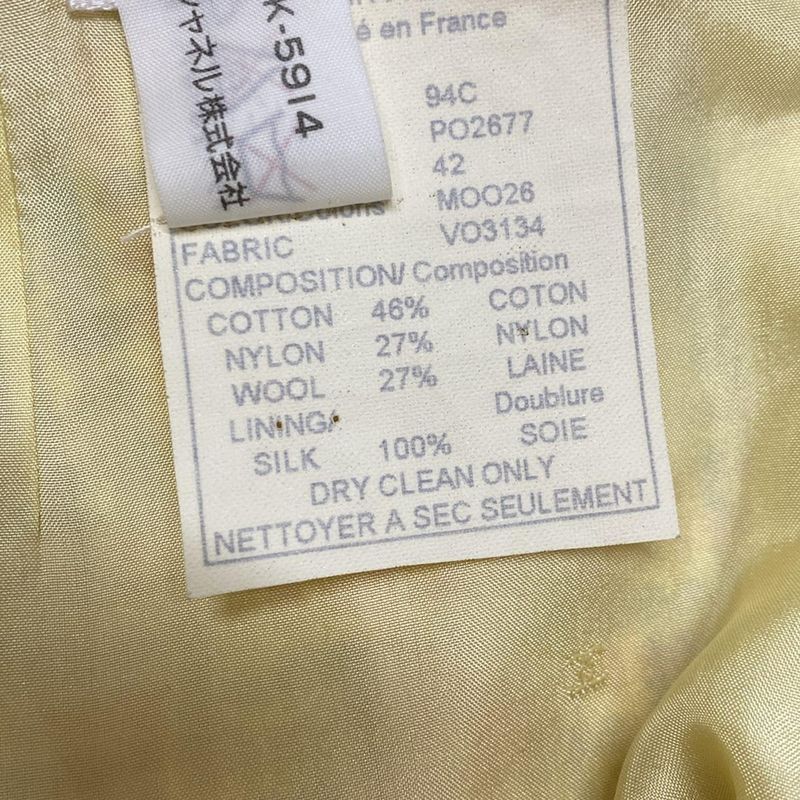 K-5914
シャネル株式会社
é en France
94C
PO2677
42
MOO26
Colors VO3134
FABRIC
COMPOSITION/ Composition
COTTON 46% COTON
NYLON 27% NYLON
WOOL 27% LAINE
LINING/ Doublure
SILK 100% SOIE
DRY CLEAN ONLY
NETTOYER A SEC SEULEMENT